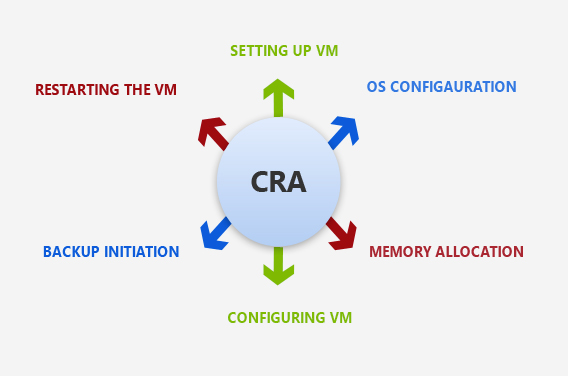 SETTING UP VM
RESTARTING THE VM
OS CONFIGAURATION
CRA
BACKUP INITIATION
MEMORY ALLOCATION
CONFIGURING VM